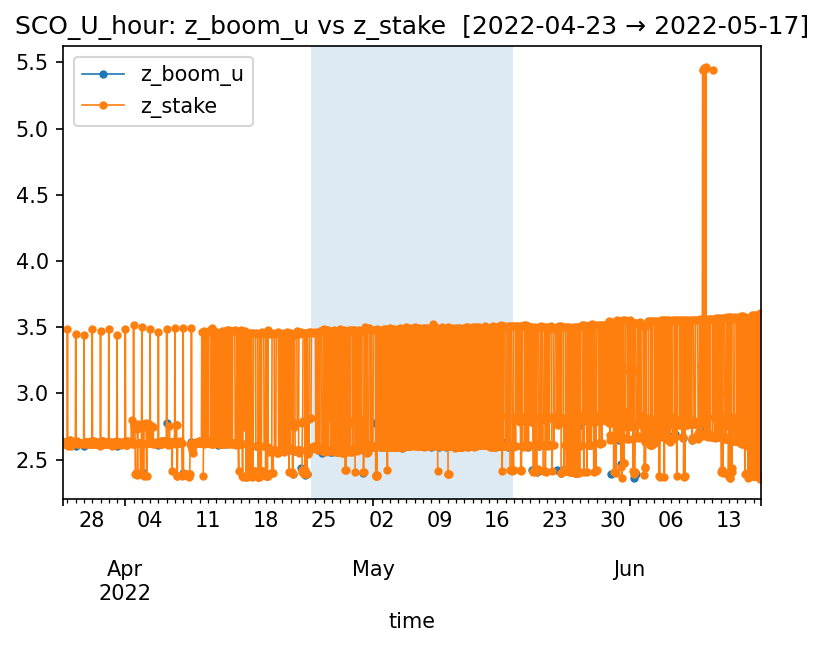 SCO_U_hour: z_boom_u vs z_stake [2022-04-23 → 2022-05-17]
z_boom_u
z_stake
5.5
5.0
4.5
4.0
3.5
3.0
2.5
28 04 11 18 25 02 09 16 23 30 06 13
Apr May Jun
2022
time